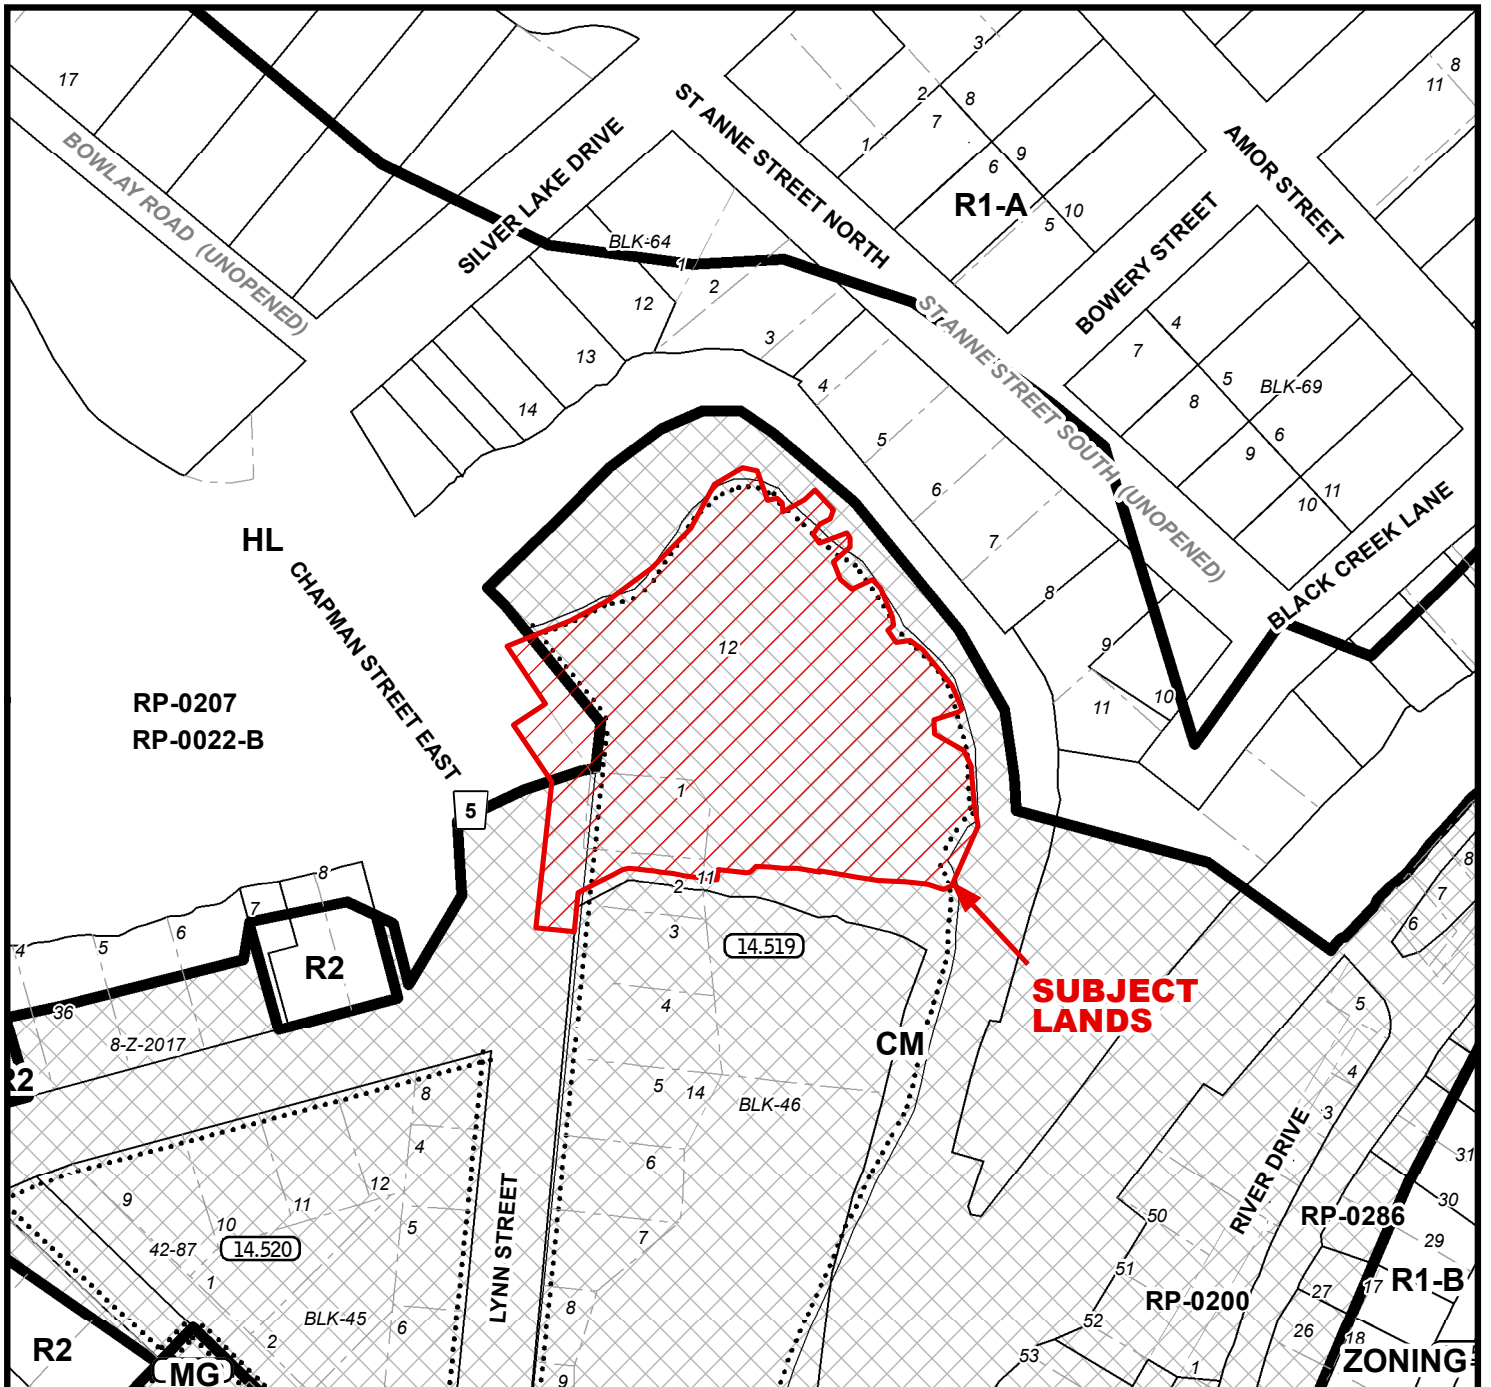 17
BOWLAY ROAD (UNOPENED)
SILVER LAKE DRIVE
ST ANNE STREET NORTH
3
2
8
7
1
9
6
R1-A
10
5
AMOR STREET
8
11
BOWERY STREET
BLK-64
1
2
12
3
13
14
4
5
6
7
8
9
10
11
ST ANNE STREET SOUTH (UNOPENED)
4
7
5
BLK-69
8
6
9
11
10
BLACK CREEK LANE
HL
CHAPMAN STREET EAST
RP-0207
RP-0022-B
5
12
1
11
2
3
14.519
4
SUBJECT
LANDS
CM
5
14
BLK-46
6
7
8
9
8
7
6
5
4
R2
36
8-Z-2017
R2
8
4
12
11
9
10
5
42-87
14.520
1
BLK-45
6
2
R2
MG
LYNN STREET
8
7
6
5
4
3
RIVER DRIVE
31
30
RP-0286
29
50
51
R1-B
27
17
RP-0200
26
18
52
53
1
ZONING